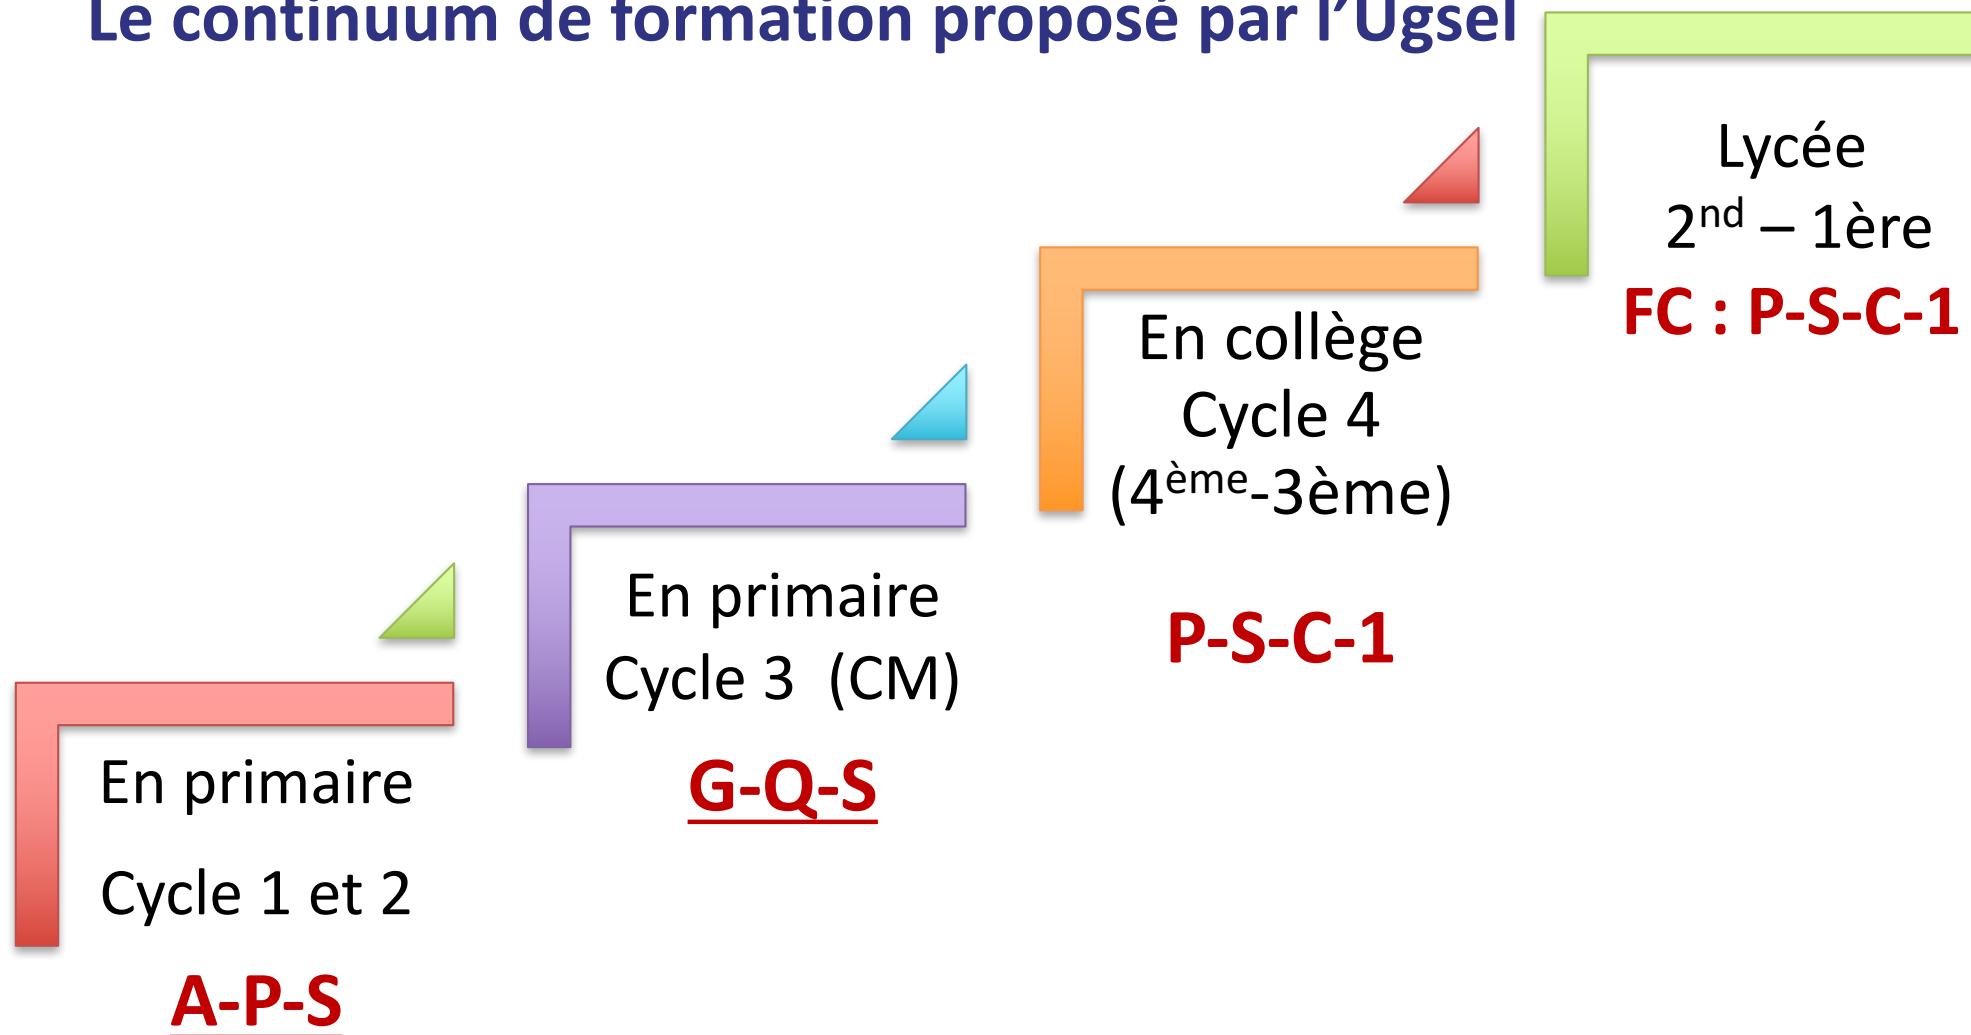 Le continuum de formation proposé par l’Ugsel
En primaire
Cycle 1 et 2
A-P-S
En primaire
Cycle 3 (CM)
G-Q-S
En collège
Cycle 4
(4ème-3ème)
P-S-C-1
Lycée
2nd – 1ère
FC : P-S-C-1